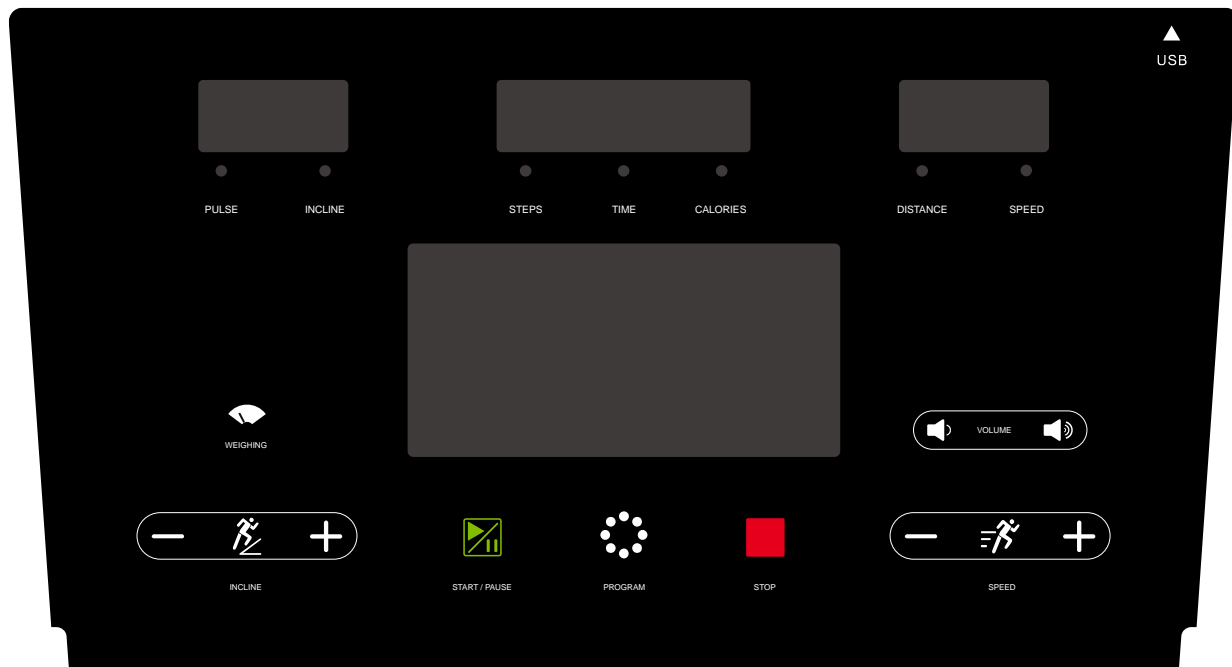 USB
PULSE
INCLINE
STEPS
TIME
CALORIES
DISTANCE
SPEED
WEIGHING
VOLUME
INCLINE
START / PAUSE
PROGRAM
STOP
SPEED